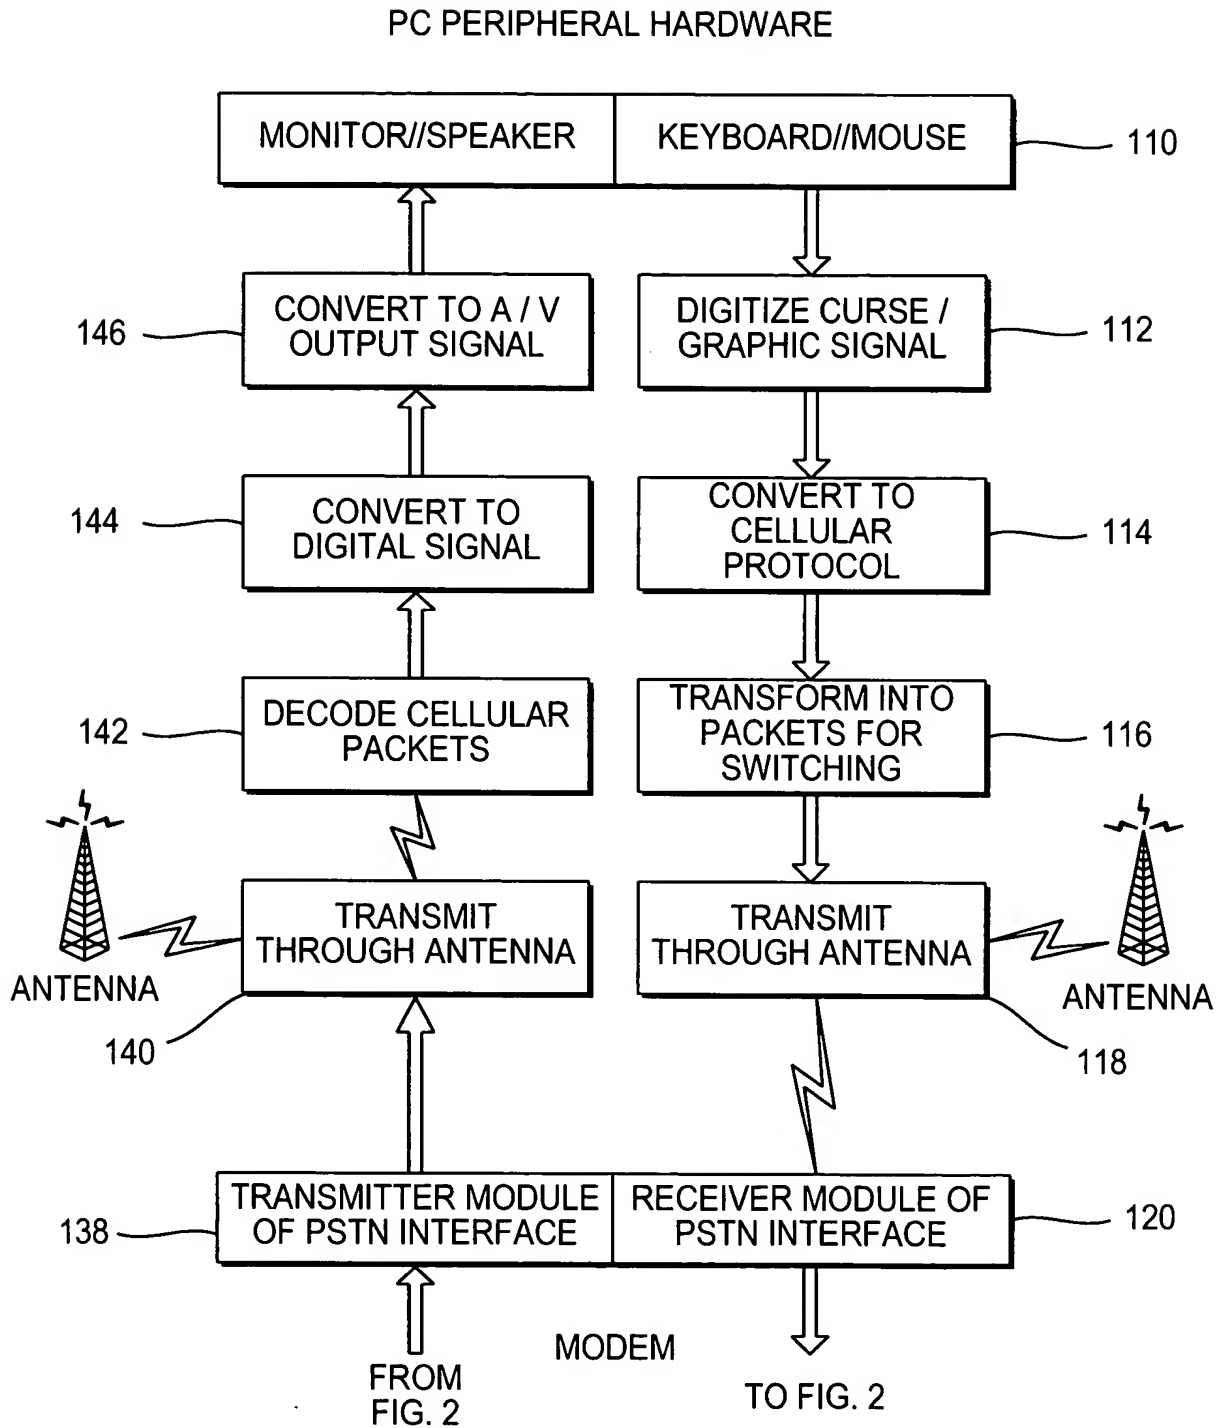 PC PERIPHERAL HARDWARE
MONITOR//SPEAKER
KEYBOARD//MOUSE
110
CONVERT TO A / V
OUTPUT SIGNAL
146
DIGITIZE CURSE /
GRAPHIC SIGNAL
112
CONVERT TO
DIGITAL SIGNAL
144
CONVERT TO
CELLULAR
PROTOCOL
114
DECODE CELLULAR
PACKETS
142
TRANSFORM INTO
PACKETS FOR
SWITCHING
116
TRANSMIT
THROUGH ANTENNA
ANTENNA
140
TRANSMIT
THROUGH ANTENNA
ANTENNA
118
TRANSMITTER MODULE
OF PSTN INTERFACE
138
RECEIVER MODULE OF
PSTN INTERFACE
120
MODEM
FROM
FIG. 2
TO FIG. 2